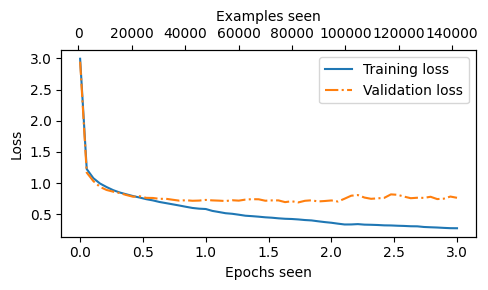 Examples seen
0 20000 40000 60000 80000 100000 120000 140000
3.0
2.5
2.0
1.5
1.0
0.5
Loss
Training loss
Validation loss
0.0 0.5 1.0 1.5 2.0 2.5 3.0
Epochs seen